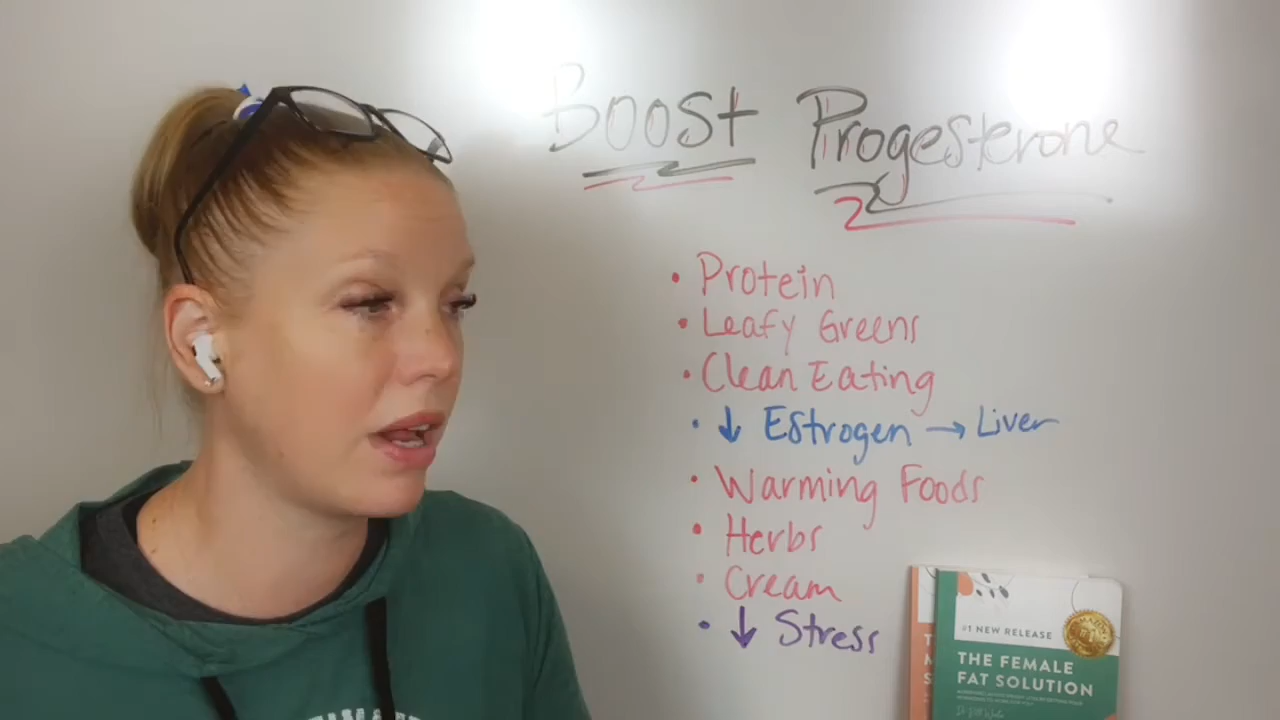 Boost Progesterone
• Protein
• Leafy Greens
• Clean Eating
• ↓ Estrogen → Liver
• Warming Foods
• Herbs
• Cream
• ↓ Stress
#1 NEW RELEASE
THE FEMALE
FAT SOLUTION